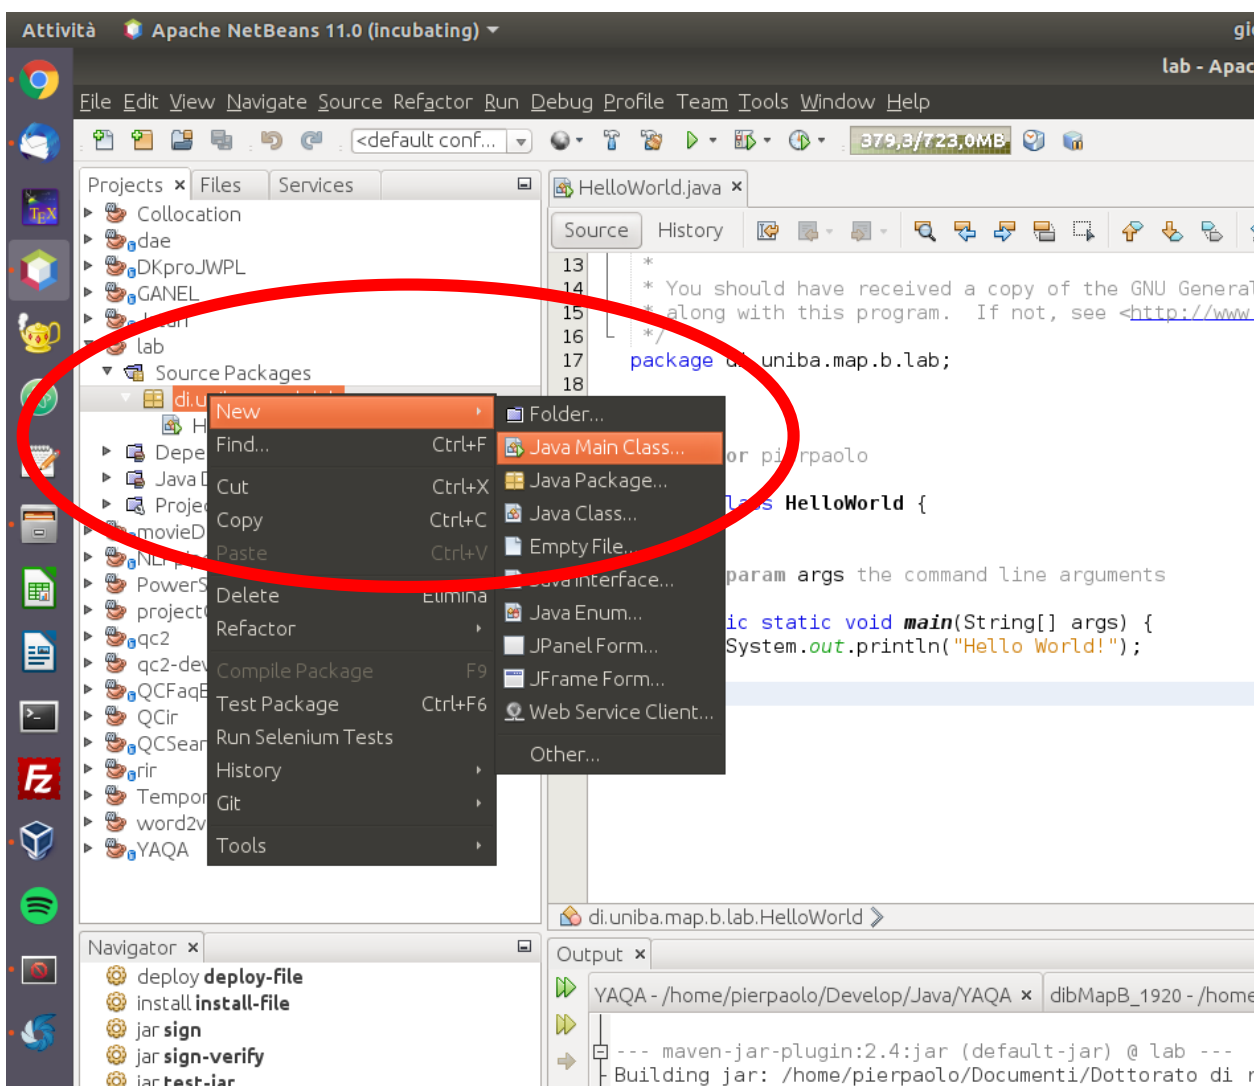 Attività Apache NetBeans 11.0 (incubating)
lab - Apac
File Edit View Navigate Source Refactor Run Debug Profile Team Tools Window Help
<default conf... 379,3/723,0MB
Projects Files Services
Collocation
dae
DKproJWPL
GANEL
lab
Source Packages
PowerS
qc2
qc2-dev
QCFaqE
QCir
QCSear
rir
Tempor
word2v
YAQA
New
Find... Ctrl+F
Cut Ctrl+X
Copy Ctrl+C
Paste Ctrl+V
Delete Elimina
Refactor
Compile Package F9
Test Package Ctrl+F6
Run Selenium Tests
History
Git
Tools
Folder...
Java Main Class...
Java Package...
Java Class...
Empty File...
Java Interface...
Java Enum...
JPanel Form...
JFrame Form...
Web Service Client...
Other...
HelloWorld.java
Source History
13 *
14 * You should have received a copy of the GNU General
15 * along with this program. If not, see <http://www.
16 */
17 package di.uniba.map.b.lab;
18
or pierpaolo
class HelloWorld {
param args the command line arguments
ic static void main(String[] args) {
System.out.println("Hello World!");
di.uniba.map.b.lab.HelloWorld
Navigator
deploy deploy-file
install install-file
jar sign
jar sign-verify
jar test-jar
Output
YAQA - /home/pierpaolo/Develop/Java/YAQA dibMapB_1920 - /home
--- maven-jar-plugin:2.4:jar (default-jar) @ lab ---
Building jar: /home/pierpaolo/Documenti/Dottorato di r